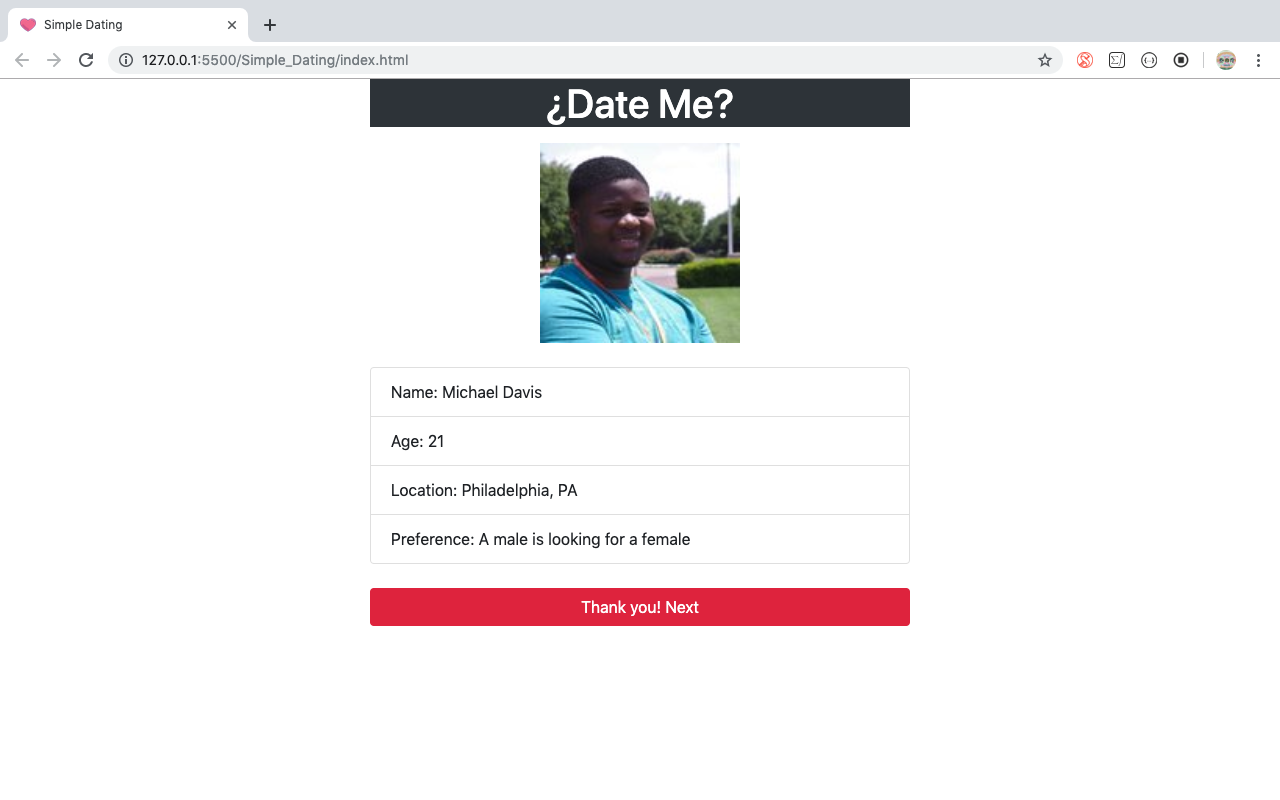 Simple Dating
127.0.0.1:5500/Simple_Dating/index.html
¿Date Me?
Name: Michael Davis
Age: 21
Location: Philadelphia, PA
Preference: A male is looking for a female
Thank you! Next